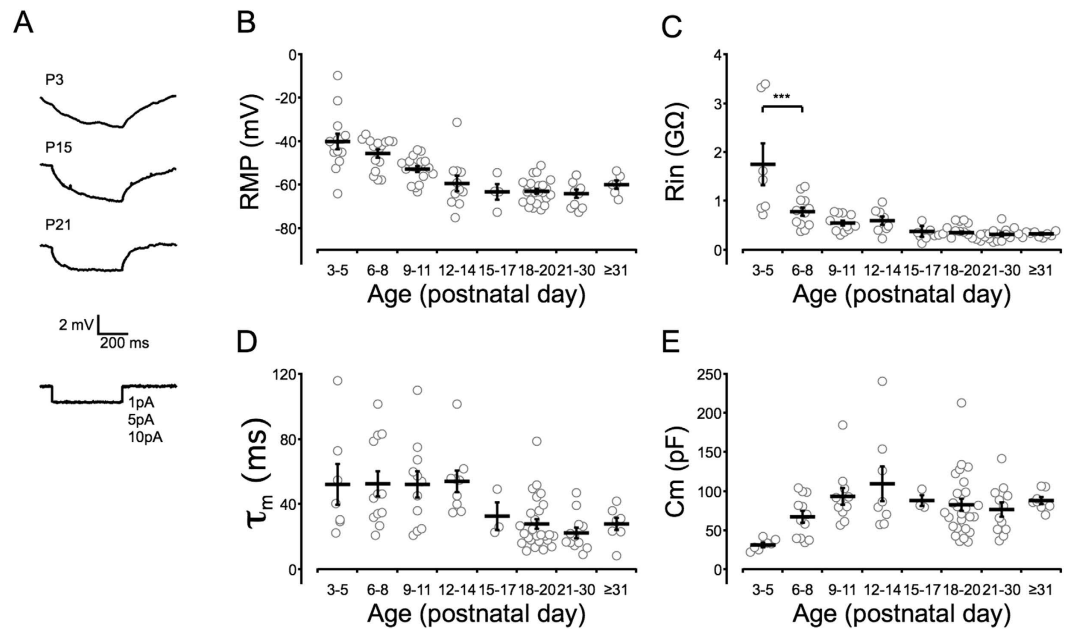 A
P3
P15
P21
2 mV
200 ms
1pA
5pA
10pA
B
0
-20
-40
-60
-80
RMP (mV)
3-5 6-8 9-11 12-14 15-17 18-20 21-30 ≥31
Age (postnatal day)
C
4
3
2
1
0
Rin (GΩ)
***
3-5 6-8 9-11 12-14 15-17 18-20 21-30 ≥31
Age (postnatal day)
D
120
80
40
0
τm (ms)
3-5 6-8 9-11 12-14 15-17 18-20 21-30 ≥31
Age (postnatal day)
E
250
200
150
100
50
0
Cm (pF)
3-5 6-8 9-11 12-14 15-17 18-20 21-30 ≥31
Age (postnatal day)